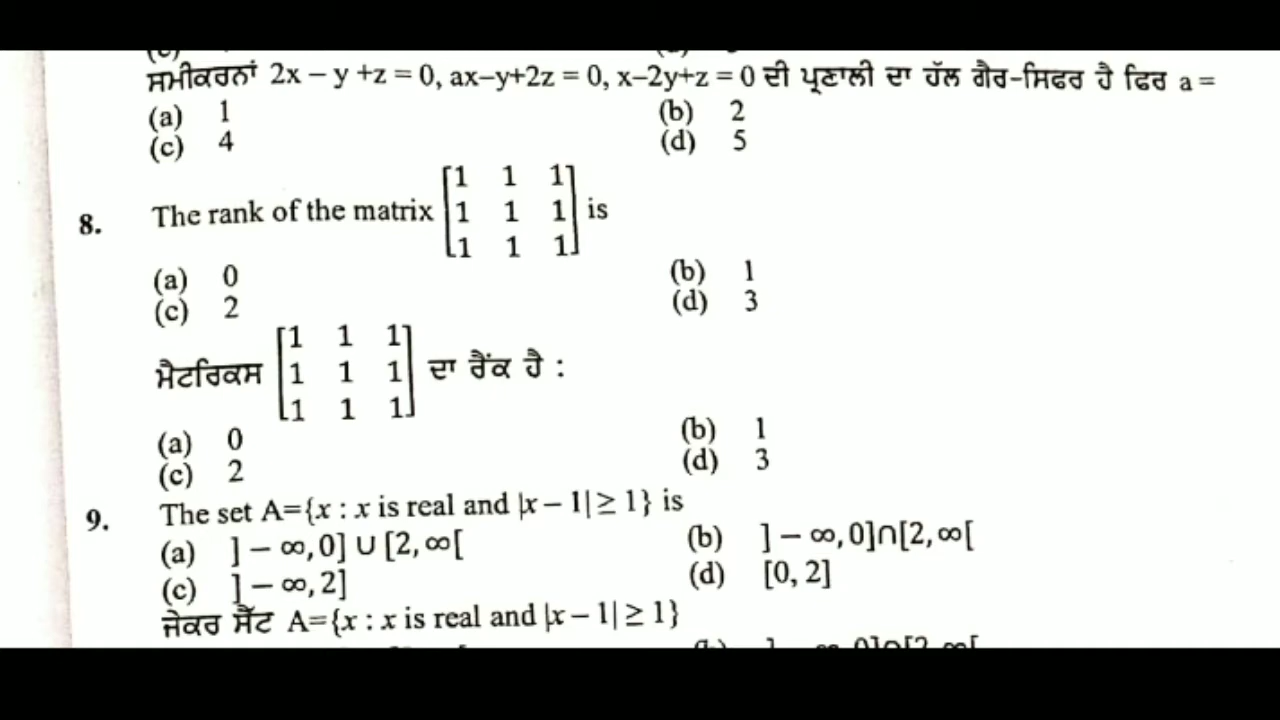 ਸਮੀਕਰਨਾਂ 2x – y +z = 0, ax–y+2z = 0, x–2y+z = 0 ਦੀ ਪ੍ਰਣਾਲੀ ਦਾ ਹੱਲ ਗੈਰ-ਸਿਫਰ ਹੈ ਫਿਰ a =
(a) 1 (b) 2
(c) 4 (d) 5
8. The rank of the matrix [1 1 1
1 1 1
1 1 1] is
(a) 0 (b) 1
(c) 2 (d) 3
ਮੈਟਰਿਕਸ [1 1 1
1 1 1
1 1 1] ਦਾ ਰੈਂਕ ਹੈ :
(a) 0 (b) 1
(c) 2 (d) 3
9. The set A={x : x is real and |x – 1| ≥ 1} is
(a) ] – ∞, 0] ∪ [2, ∞[ (b) ] – ∞, 0]∩[2, ∞[
(c) ] – ∞, 2] (d) [0, 2]
ਜੇਕਰ ਸੈੱਟ A={x : x is real and |x – 1| ≥ 1}